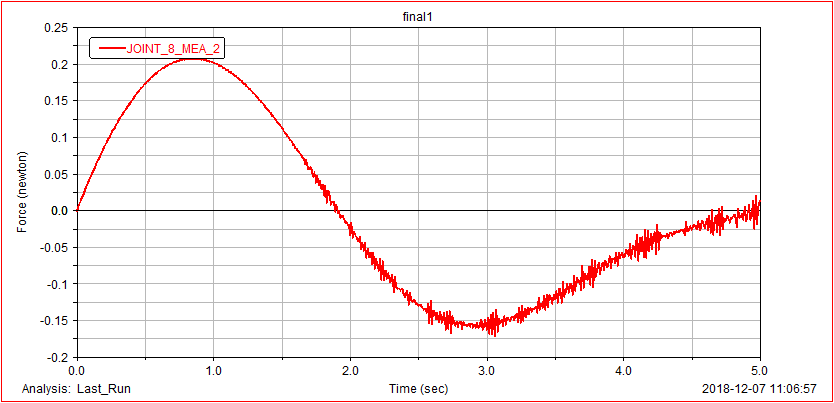 final1
JOINT_8_MEA_2
Force (newton)
0.25
0.2
0.15
0.1
0.05
0.0
-0.05
-0.1
-0.15
-0.2
0.0 1.0 2.0 3.0 4.0 5.0
Analysis: Last_Run Time (sec) 2018-12-07 11:06:57